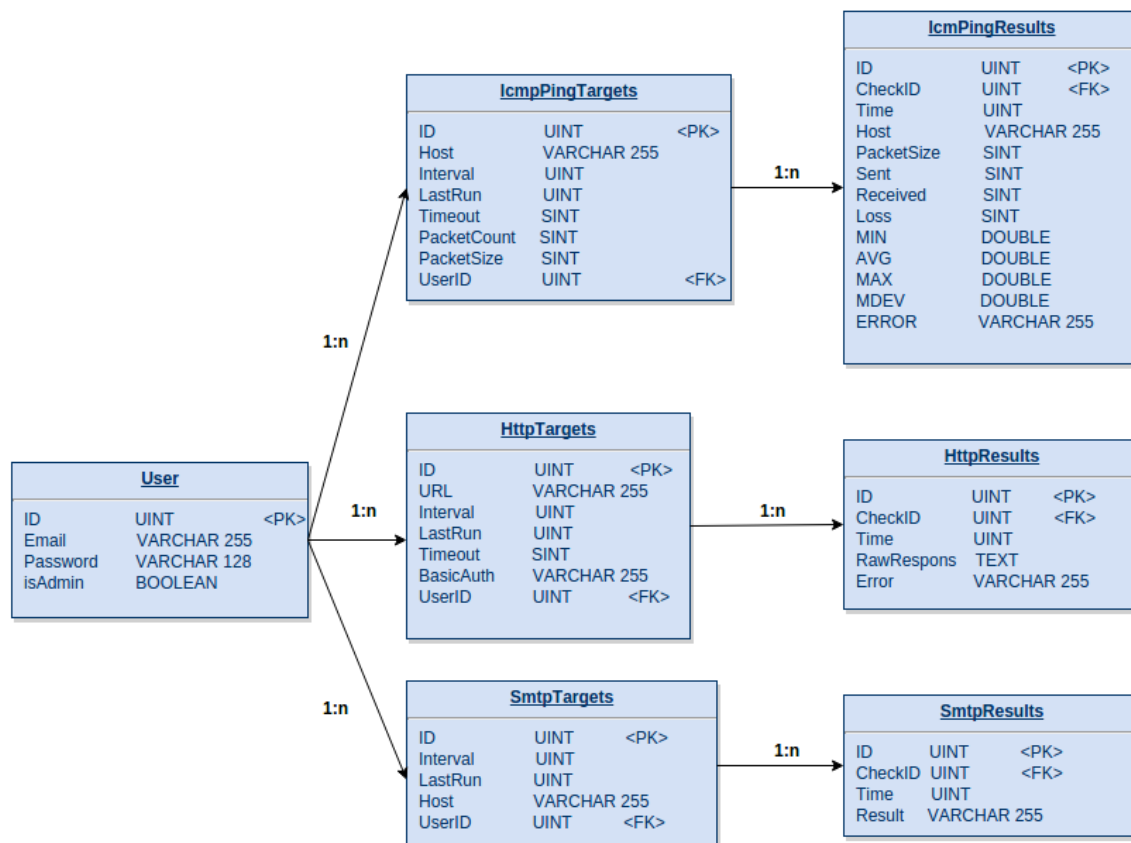 IcmPingResults
ID UINT <PK>
CheckID UINT <FK>
Time UINT
Host VARCHAR 255
PacketSize SINT
Sent SINT
Received SINT
Loss SINT
MIN DOUBLE
AVG DOUBLE
MAX DOUBLE
MDEV DOUBLE
ERROR VARCHAR 255
IcmpPingTargets
ID UINT <PK>
Host VARCHAR 255
Interval UINT
LastRun UINT
Timeout SINT
PacketCount SINT
PacketSize SINT
UserID UINT <FK>
1:n
1:n
HttpTargets
ID UINT <PK>
URL VARCHAR 255
Interval UINT
LastRun UINT
Timeout SINT
BasicAuth VARCHAR 255
UserID UINT <FK>
1:n
HttpResults
ID UINT <PK>
CheckID UINT <FK>
Time UINT
RawRespons TEXT
Error VARCHAR 255
User
ID UINT <PK>
Email VARCHAR 255
Password VARCHAR 128
isAdmin BOOLEAN
1:n
1:n
SmtpTargets
ID UINT <PK>
Interval UINT
LastRun UINT
Host VARCHAR 255
UserID UINT <FK>
1:n
SmtpResults
ID UINT <PK>
CheckID UINT <FK>
Time UINT
Result VARCHAR 255